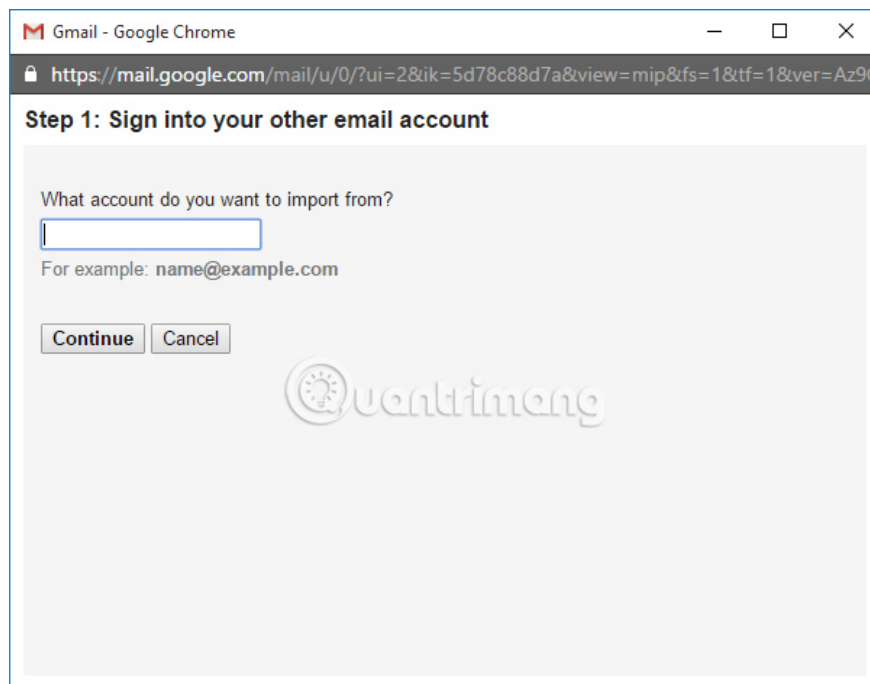 Gmail - Google Chrome
https://mail.google.com/mail/u/0/?ui=2&ik=5d78c88d7a&view=mip&fs=1&tf=1&ver=Az9
Step 1: Sign into your other email account
What account do you want to import from?
For example: name@example.com
Continue Cancel
Quantrimang